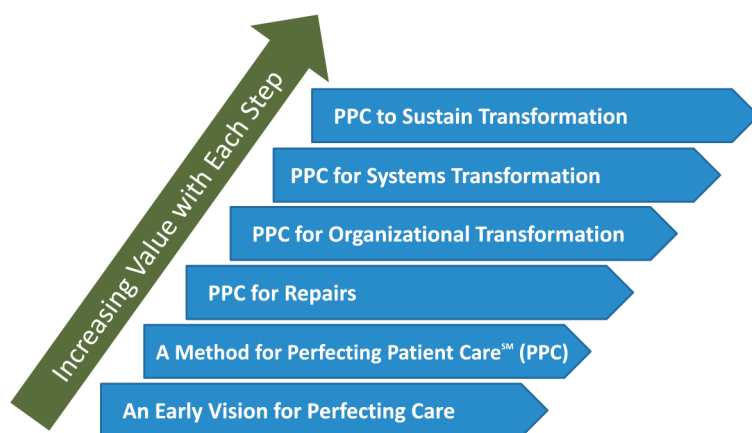 Increasing Value with Each Step
PPC to Sustain Transformation
PPC for Systems Transformation
PPC for Organizational Transformation
PPC for Repairs
A Method for Perfecting Patient Care℠ (PPC)
An Early Vision for Perfecting Care